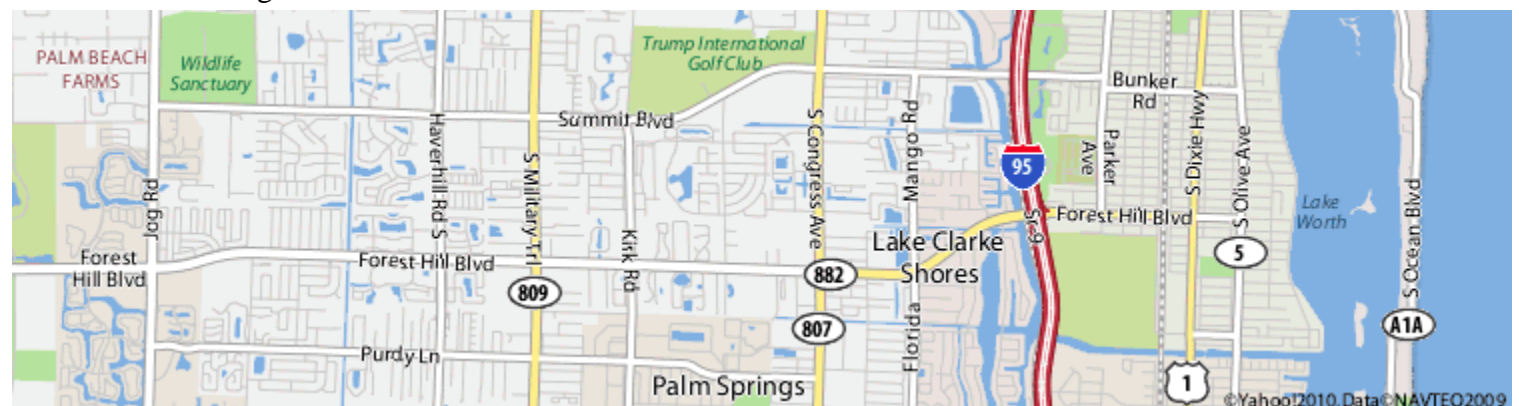 PALM BEACH
FARMS
Wildlife
Sanctuary
Trump International
Golf Club
Bunker
Rd
Summit Blvd
Haverhill Rd S
S Military Trl
S Congress Ave
Mango Rd
Parker
Ave
S Dixie Hwy
S Olive Ave
95
Jog Rd
Kirk Rd
Sr-9
Forest Hill Blvd
Lake
Worth
S Ocean Blvd
Forest
Hill Blvd
Forest Hill Blvd
Lake Clarke
Shores
5
882
809
807
Florida
A1A
Purdy Ln
Palm Springs
1
©Yahoo!2010, Data©NAVTEQ2009